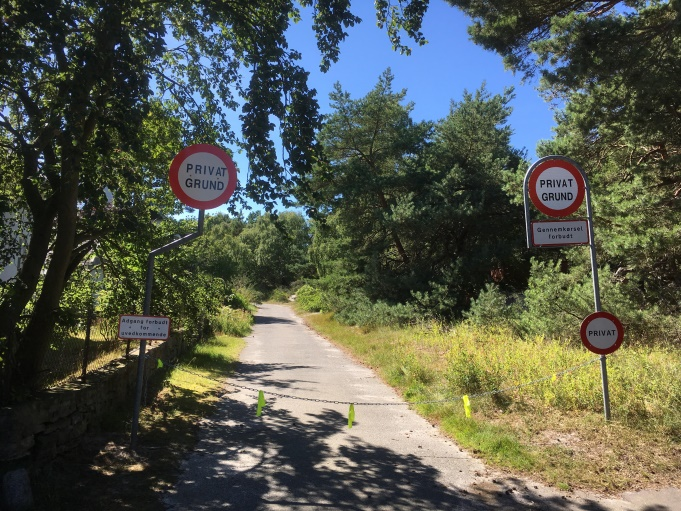 PRIVAT
GRUND
Adgang forbudt
for
uvedkommende
PRIVAT
GRUND
Gennemkørsel
forbudt
PRIVAT